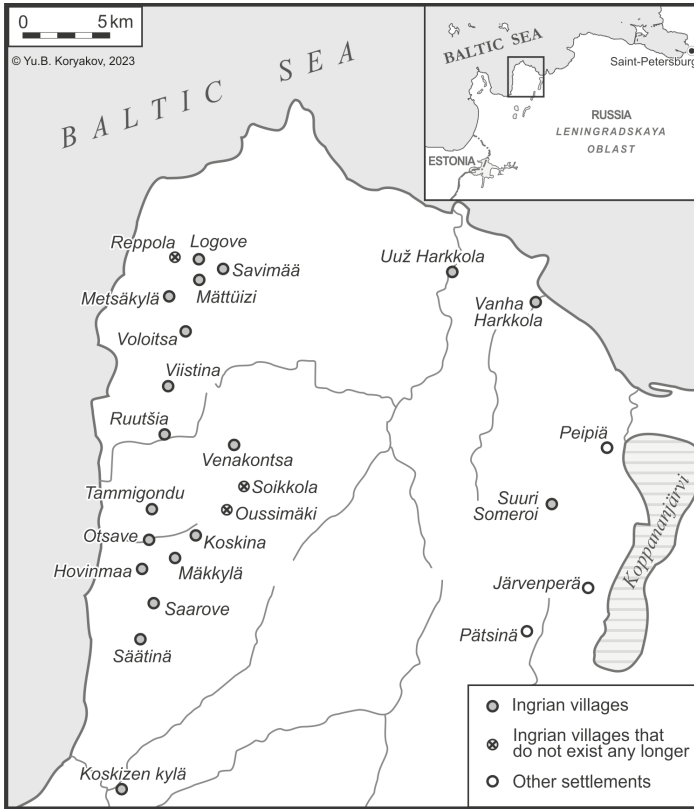 0 5 km
© Yu.B. Koryakov, 2023
BALTIC SEA
BALTIC SEA
Saint-Petersburg
RUSSIA
LENINGRADSKAYA
OBLAST
ESTONIA
Reppola
Logove
Savimää
Metsäkylä
Mättüizi
Uuž Harkkola
Vanha
Harkkola
Voloitsa
Viistina
Ruutšia
Venakontsa
Peipiä
Soikkola
Tammigondu
Oussimäki
Suuri
Someroi
Koppananjärvi
Otsave
Koskina
Hovinmaa
Mäkkylä
Järvenperä
Saarove
Pätsinä
Säätinä
Koskizen kylä
Ingrian villages
Ingrian villages that
do not exist any longer
Other settlements